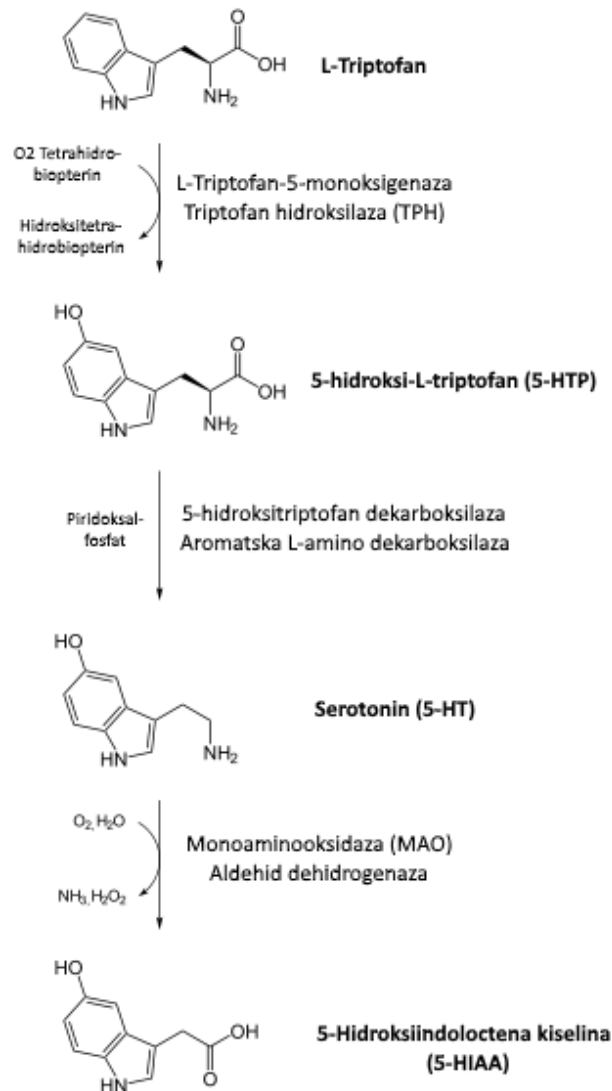 O
OH
NH₂
HN
L-Triptofan
O2 Tetrahidro-
biopterin
Hidroksitetra-
hidrobiopterin
L-Triptofan-5-monoksigenaza
Triptofan hidroksilaza (TPH)
HO
O
OH
NH₂
HN
5-hidroksi-L-triptofan (5-HTP)
Piridoksal-
fosfat
5-hidroksitriptofan dekarboksilaza
Aromatska L-amino dekarboksilaza
HO
NH₂
HN
Serotonin (5-HT)
O₂, H₂O
NH₃, H₂O₂
Monoaminooksidaza (MAO)
Aldehid dehidrogenaza
HO
OH
O
HN
5-Hidroksiindoloctena kiselina
(5-HIAA)